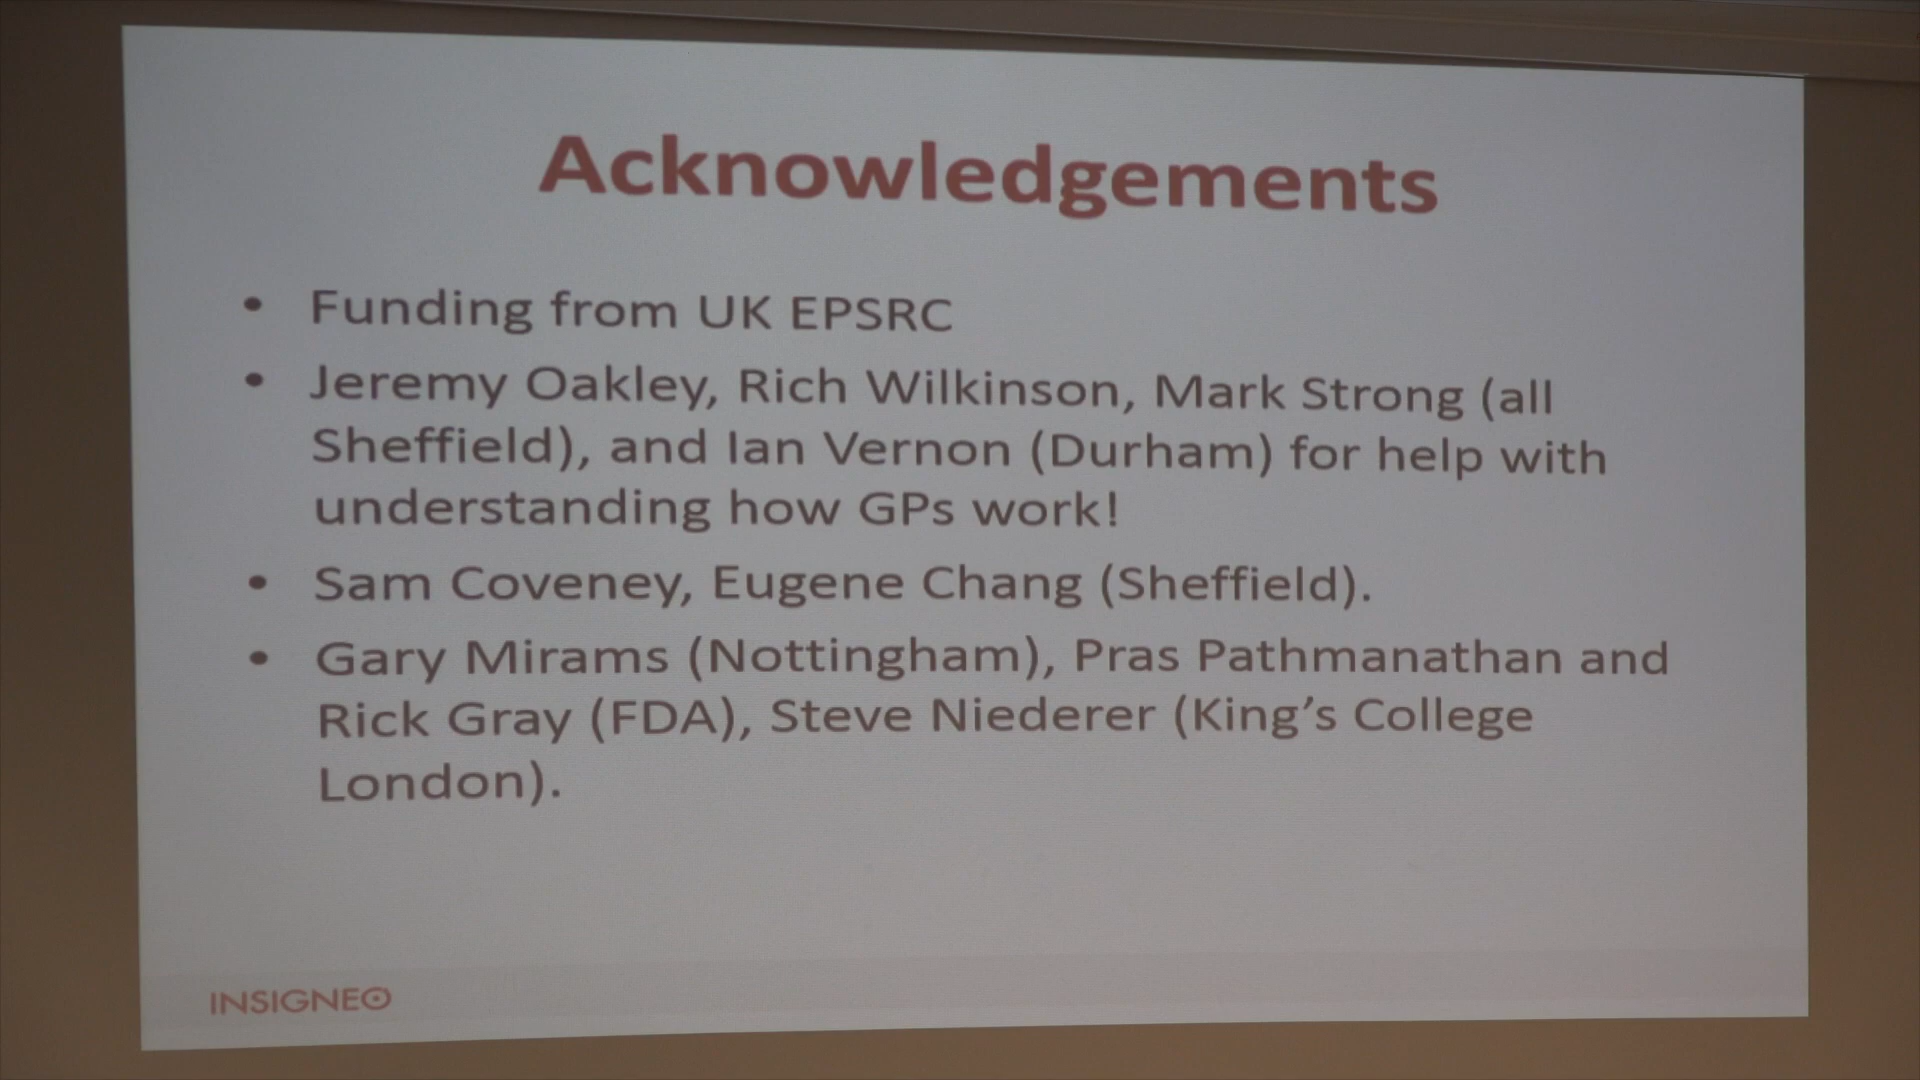 Acknowledgements
• Funding from UK EPSRC
• Jeremy Oakley, Rich Wilkinson, Mark Strong (all
Sheffield), and Ian Vernon (Durham) for help with
understanding how GPs work!
• Sam Coveney, Eugene Chang (Sheffield).
• Gary Mirams (Nottingham), Pras Pathmanathan and
Rick Gray (FDA), Steve Niederer (King's College
London).
INSIGNEO